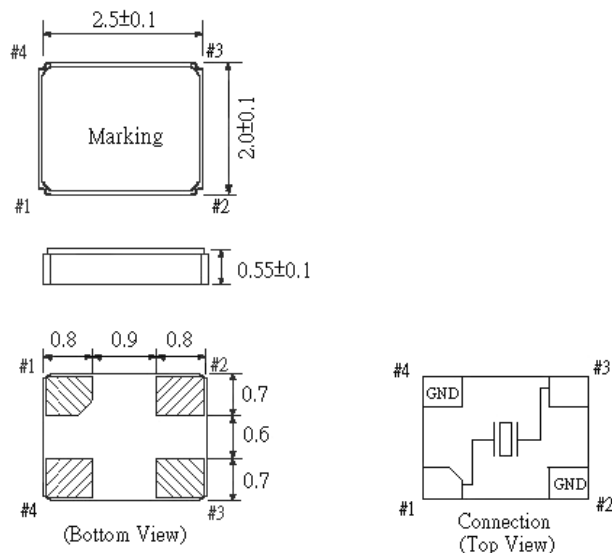 2.5±0.1
#4 #3
Marking
2.0±0.1
#1 #2
0.55±0.1
0.8 0.9 0.8
#1 #2
0.7
0.6
0.7
#4 #3
(Bottom View)
#4 #3
GND
GND
#1 #2
Connection
(Top View)